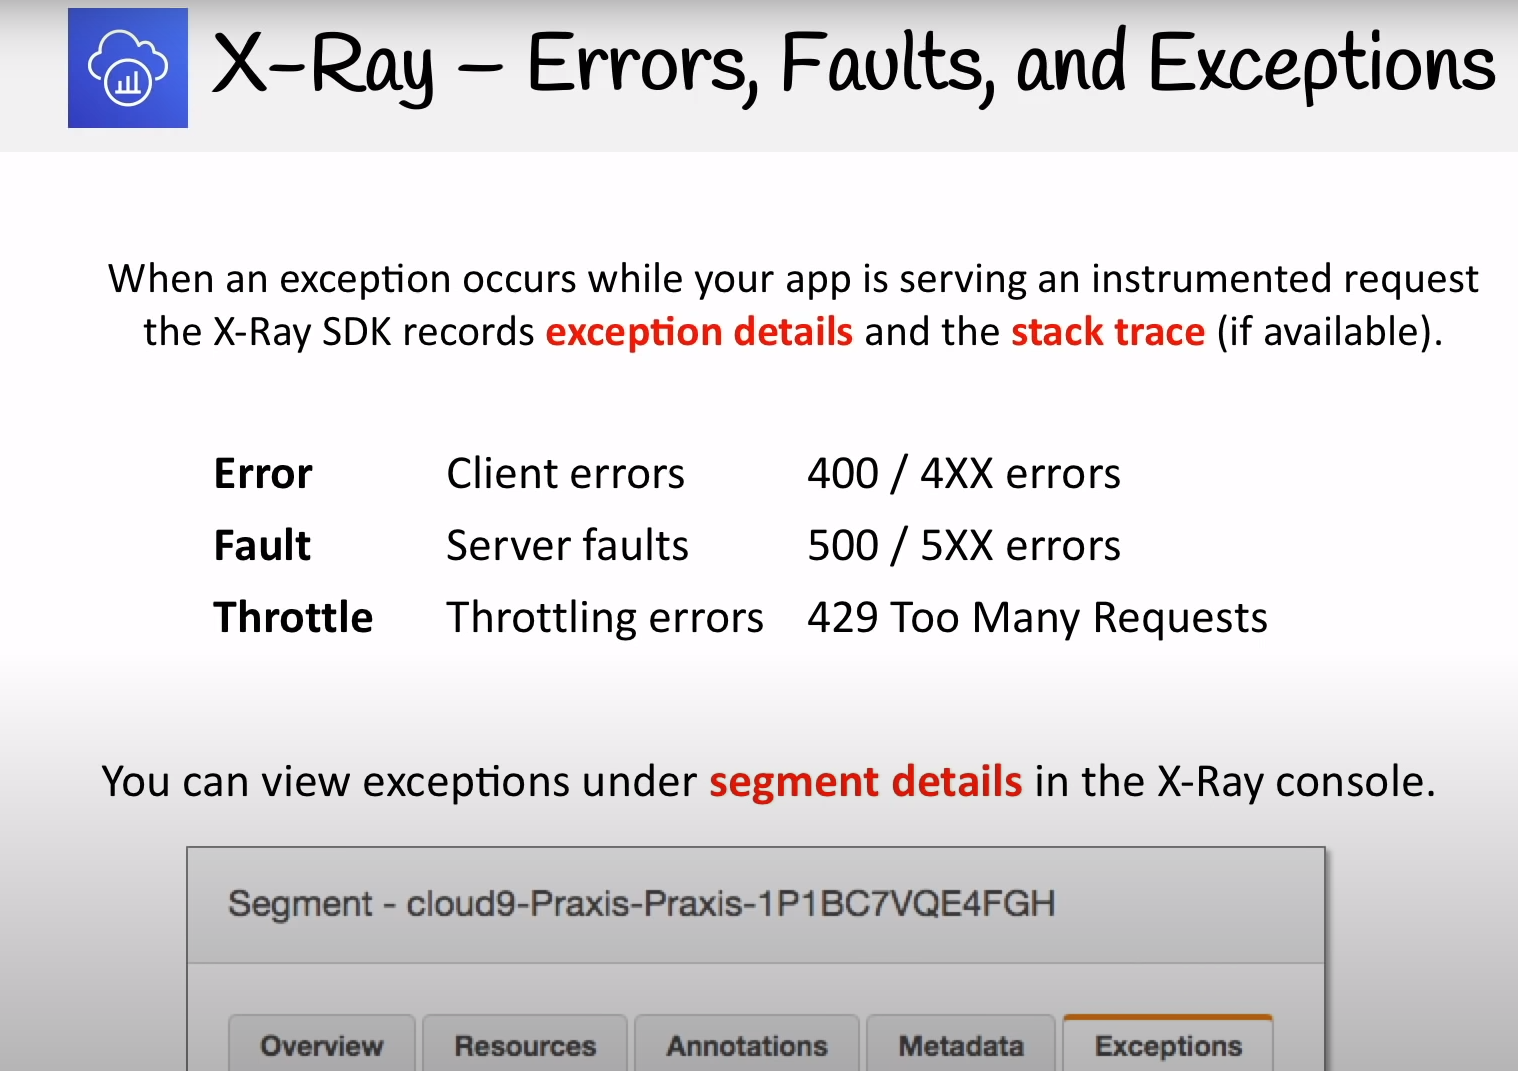 X-Ray – Errors, Faults, and Exceptions
When an exception occurs while your app is serving an instrumented request
the X-Ray SDK records exception details and the stack trace (if available).
Error Client errors 400 / 4XX errors
Fault Server faults 500 / 5XX errors
Throttle Throttling errors 429 Too Many Requests
You can view exceptions under segment details in the X-Ray console.
Segment - cloud9-Praxis-Praxis-1P1BC7VQE4FGH
Overview Resources Annotations Metadata Exceptions